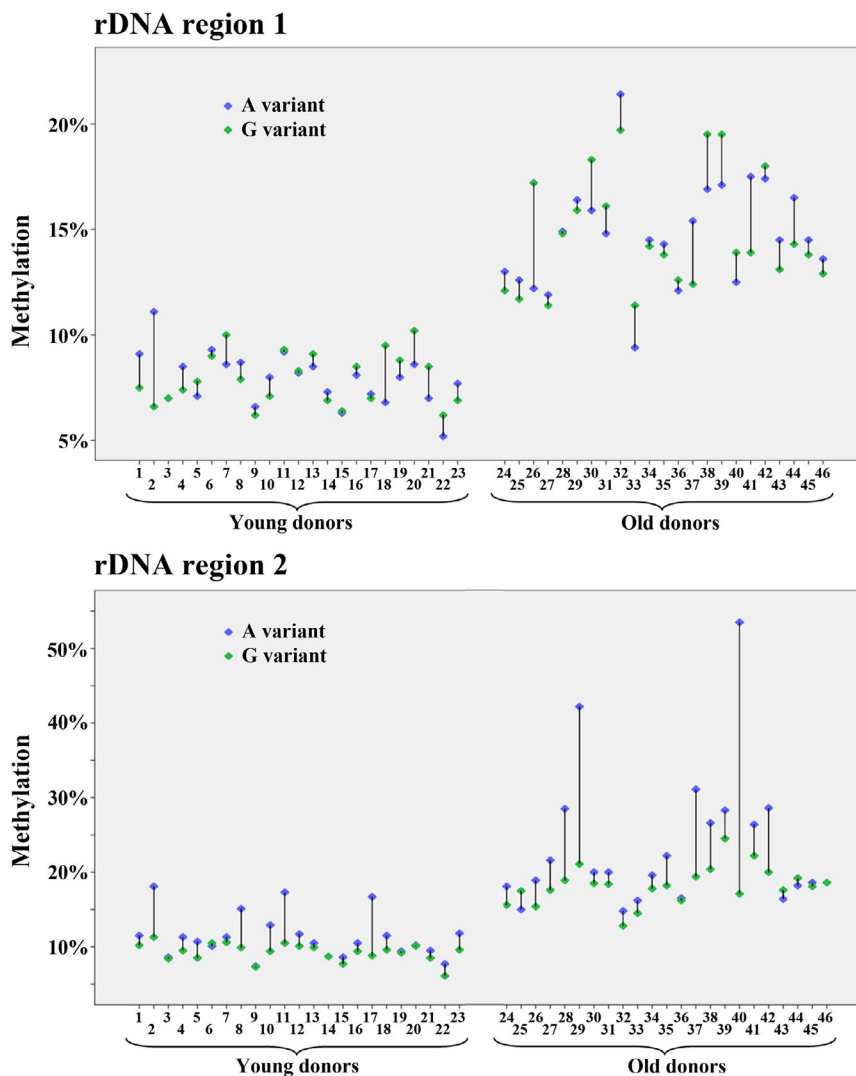 rDNA region 1
A variant
G variant
20%
15%
10%
5%
Methylation
1 2 3 4 5 6 7 8 9 10 11 12 13 14 15 16 17 18 19 20 21 22 23
24 25 26 27 28 29 30 31 32 33 34 35 36 37 38 39 40 41 42 43 44 45 46
Young donors
Old donors
rDNA region 2
A variant
G variant
50%
40%
30%
20%
10%
Methylation
1 2 3 4 5 6 7 8 9 10 11 12 13 14 15 16 17 18 19 20 21 22 23
24 25 26 27 28 29 30 31 32 33 34 35 36 37 38 39 40 41 42 43 44 45 46
Young donors
Old donors